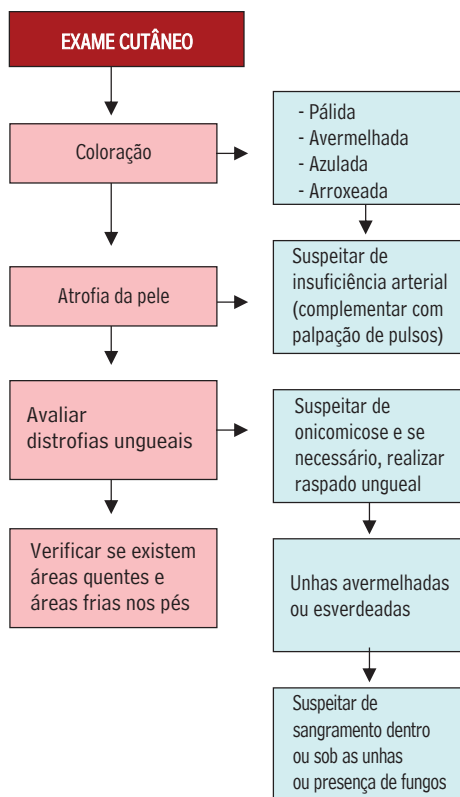 EXAME CUTÂNEO
Coloração
- Pálida
- Avermelhada
- Azulada
- Arroxeada
Atrofia da pele
Suspeitar de
insuficiência arterial
(complementar com
palpação de pulsos)
Avaliar
distrofias ungueais
Suspeitar de
onicomicose e se
necessário, realizar
raspado ungueal
Verificar se existem
áreas quentes e
áreas frias nos pés
Unhas avermelhadas
ou esverdeadas
Suspeitar de
sangramento dentro
ou sob as unhas
ou presença de fungos